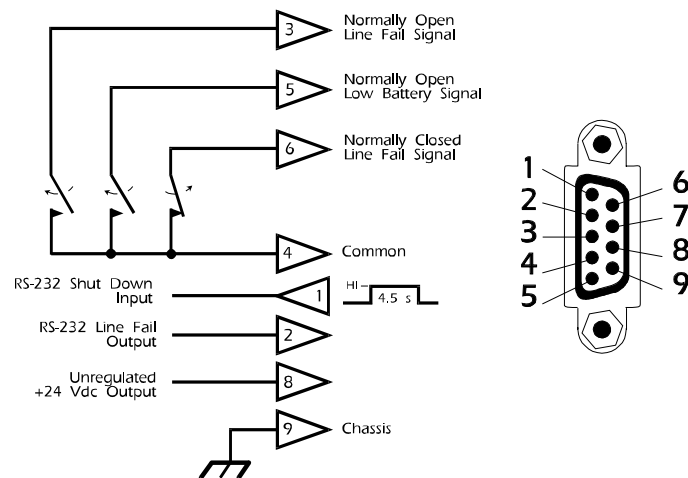 3
Normally Open
Line Fail Signal
5
Normally Open
Low Battery Signal
6
Normally Closed
Line Fail Signal
4
Common
RS-232 Shut Down
Input
1
HI
4.5 s
RS-232 Line Fail
Output
2
Unregulated
+24 Vdc Output
8
9
Chassis
1
2
3
4
5
6
7
8
9